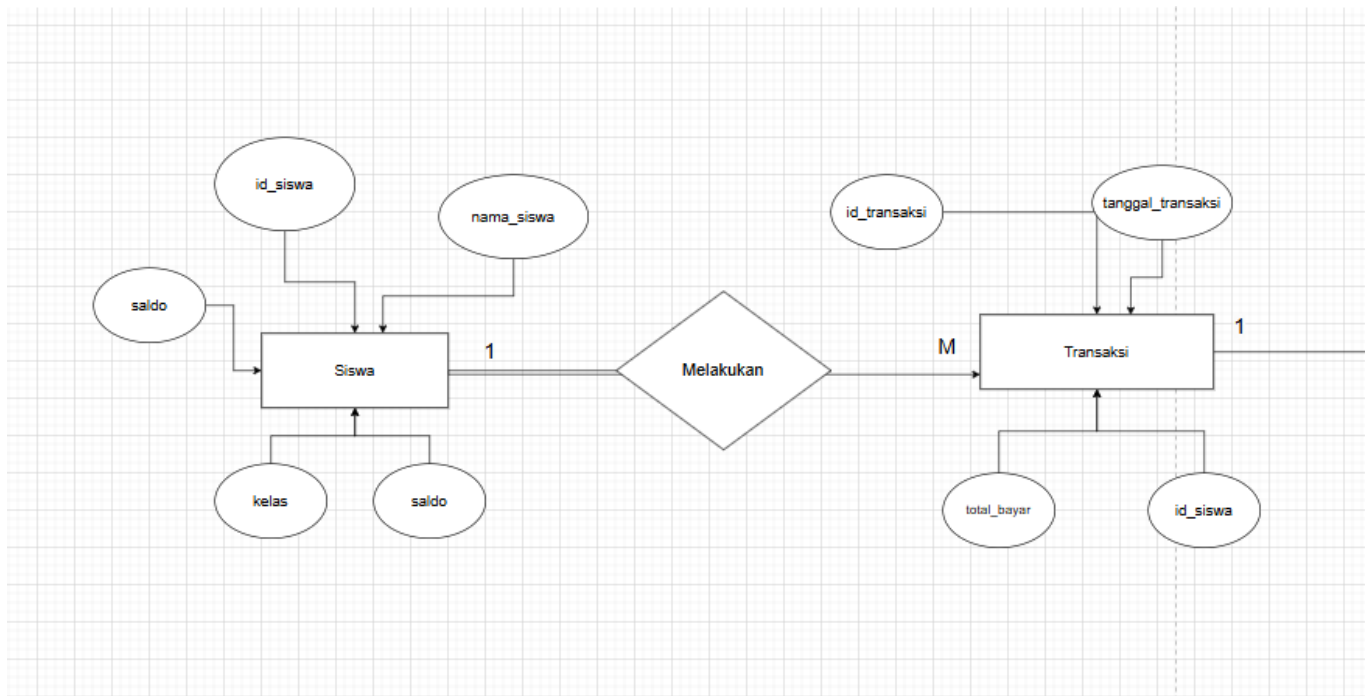 id_siswa
nama_siswa
id_transaksi
tanggal_transaksi
saldo
Siswa
1
Melakukan
M
Transaksi
1
kelas
saldo
total_bayar
id_siswa